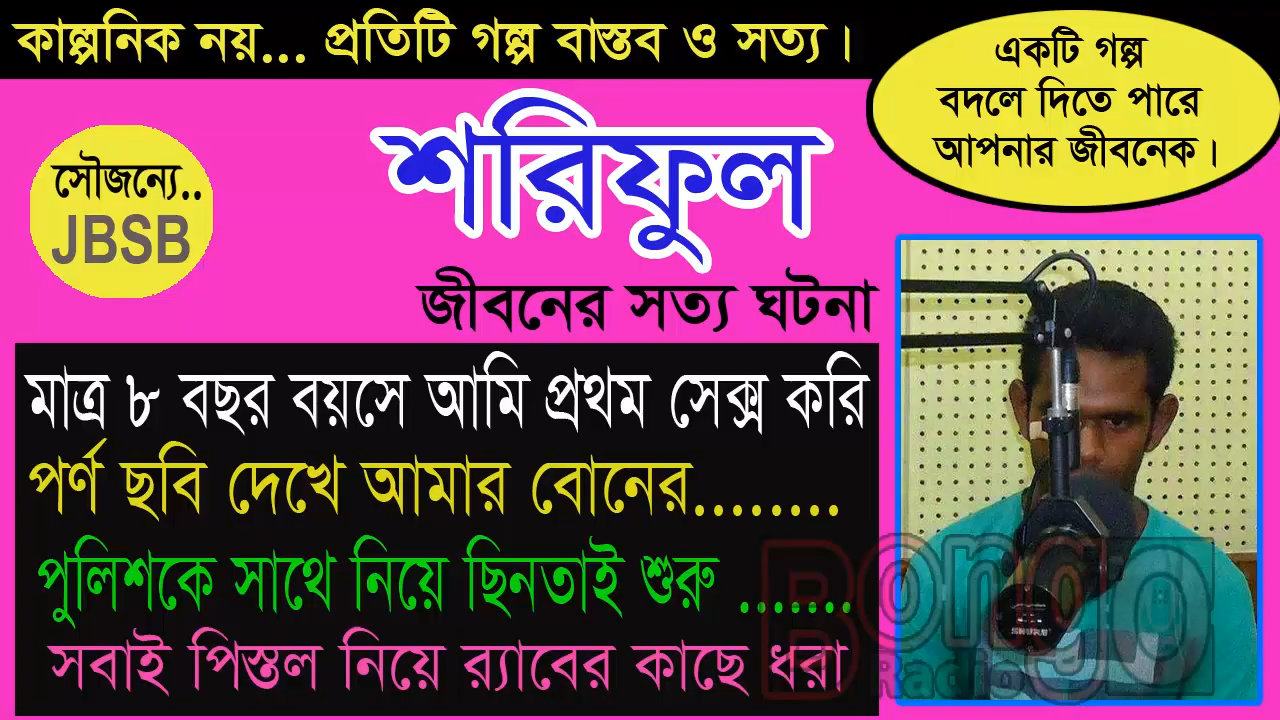 কাল্পনিক নয়... প্রতিটি গল্প বাস্তব ও সত্য।
একটি গল্প
বদলে দিতে পারে
আপনার জীবনেক।
সৌজন্যে..
JBSB
শরিফুল
জীবনের সত্য ঘটনা
মাত্র ৮ বছর বয়সে আমি প্রথম সেক্স করি
পর্ণ ছবি দেখে আমার বোনের........
পুলিশকে সাথে নিয়ে ছিনতাই শুরু .......
সবাই পিস্তল নিয়ে র‍্যাবের কাছে ধরা
SHURE
Bongo
Radio